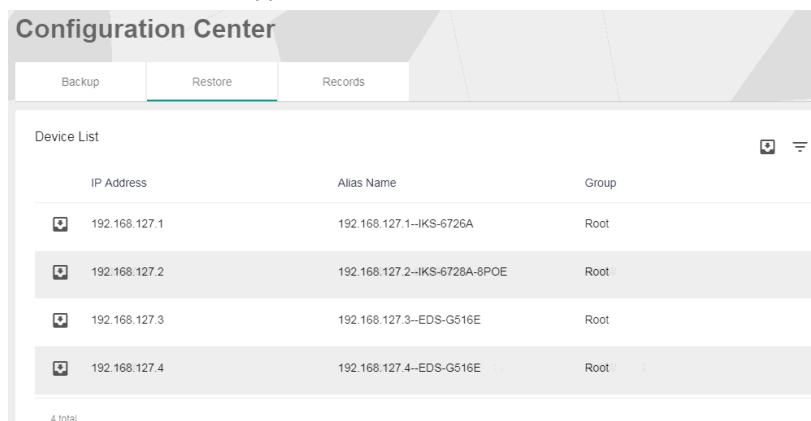 Configuration Center
Backup Restore Records
Device List
IP Address Alias Name Group
192.168.127.1 192.168.127.1--IKS-6726A Root
192.168.127.2 192.168.127.2--IKS-6728A-8POE Root
192.168.127.3 192.168.127.3--EDS-G516E Root
192.168.127.4 192.168.127.4--EDS-G516E Root
4 total